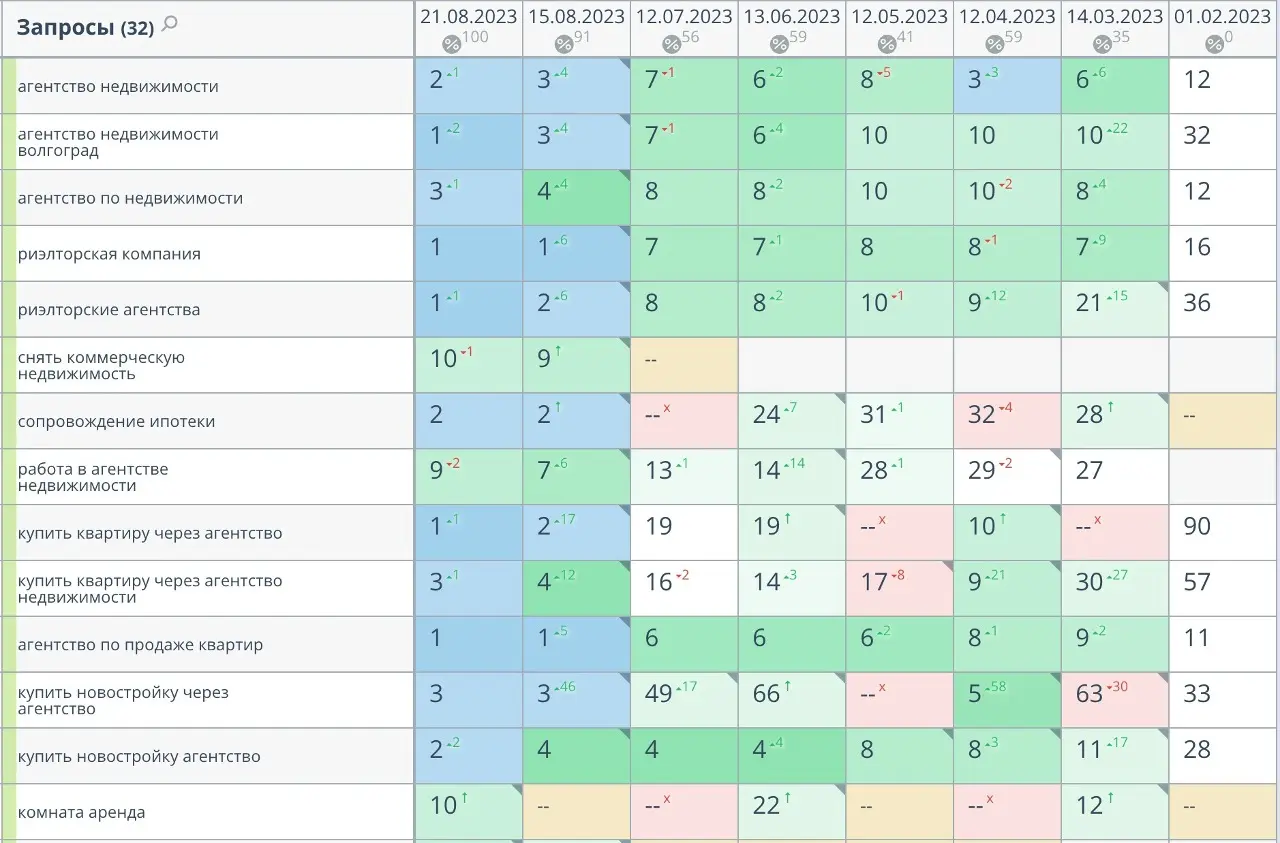 Запросы (32) 21.08.2023 15.08.2023 12.07.2023 13.06.2023 12.05.2023 12.04.2023 14.03.2023 01.02.2023
%100 %91 %56 %59 %41 %59 %35 %0
агентство недвижимости 2 1 3 4 7 1 6 2 8 5 3 3 6 6 12
агентство недвижимости
волгоград 1 2 3 4 7 1 6 4 10 10 10 22 32
агентство по недвижимости 3 1 4 4 8 8 2 10 10 2 8 4 12
риэлторская компания 1 1 6 7 7 1 8 8 1 7 9 16
риэлторские агентства 1 1 2 6 8 8 2 10 1 9 12 21 15 36
снять коммерческую
недвижимость 10 1 9 ↑ --
сопровождение ипотеки 2 2 ↑ -- x 24 7 31 1 32 4 28 ↑ --
работа в агентстве
недвижимости 9 2 7 6 13 1 14 14 28 1 29 2 27
купить квартиру через агентство 1 1 2 17 19 19 ↑ -- x 10 ↑ -- x 90
купить квартиру через агентство
недвижимости 3 1 4 12 16 2 14 3 17 8 9 21 30 27 57
агентство по продаже квартир 1 1 5 6 6 6 2 8 1 9 2 11
купить новостройку через
агентство 3 3 46 49 17 66 ↑ -- x 5 58 63 30 33
купить новостройку агентство 2 2 4 4 4 4 8 8 3 11 17 28
комната аренда 10 ↑ -- -- x 22 ↑ -- -- x 12 ↑ --